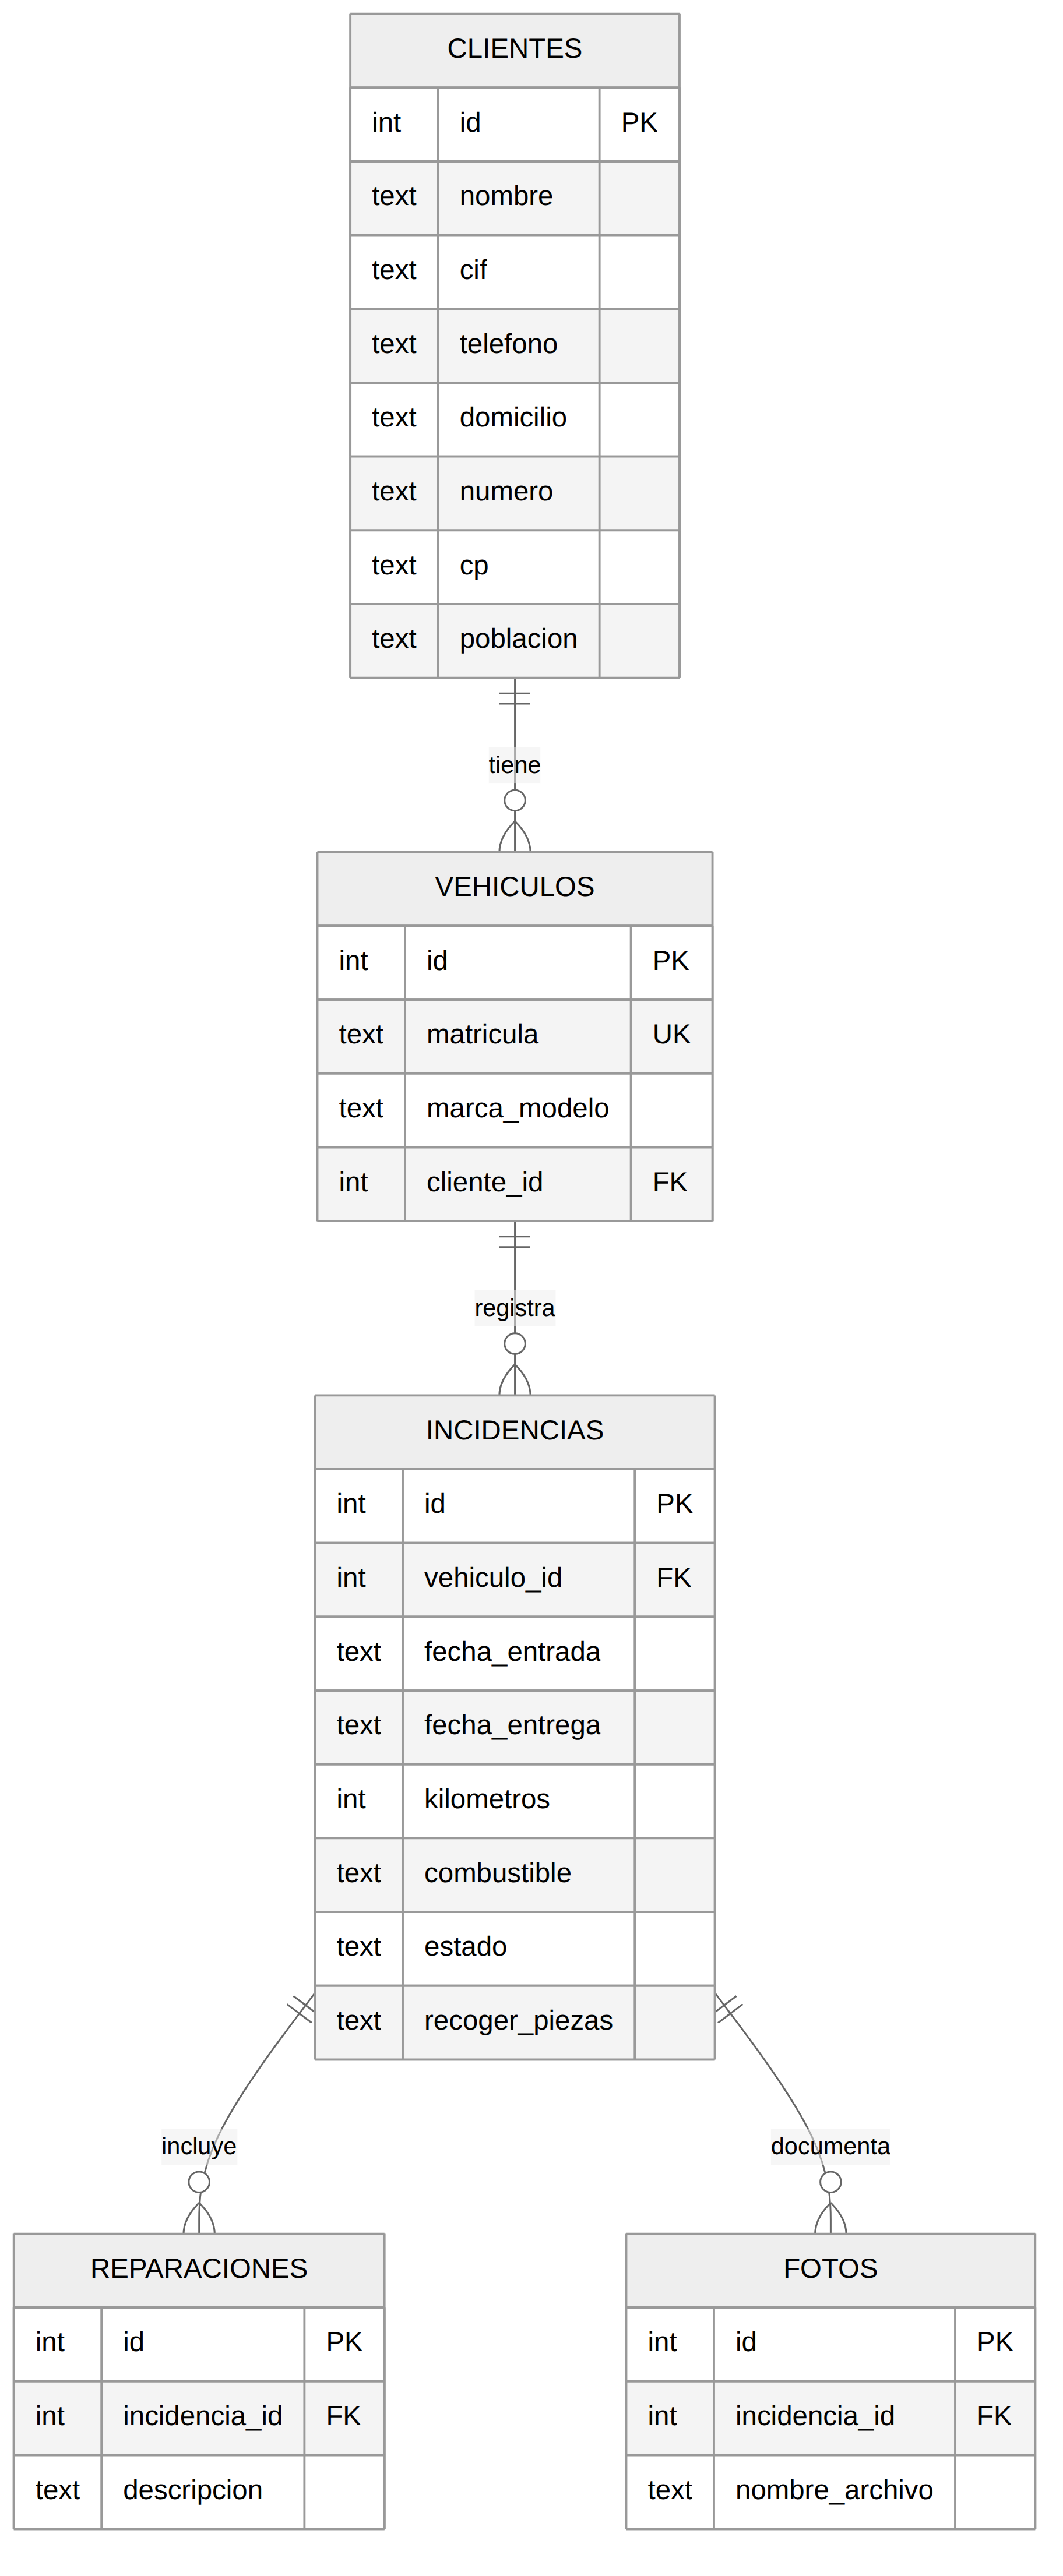 CLIENTES
int id PK
text nombre
text cif
text telefono
text domicilio
text numero
text cp
text poblacion
tiene
VEHICULOS
int id PK
text matricula UK
text marca_modelo
int cliente_id FK
registra
INCIDENCIAS
int id PK
int vehiculo_id FK
text fecha_entrada
text fecha_entrega
int kilometros
text combustible
text estado
text recoger_piezas
incluye
documenta
REPARACIONES
int id PK
int incidencia_id FK
text descripcion
FOTOS
int id PK
int incidencia_id FK
text nombre_archivo